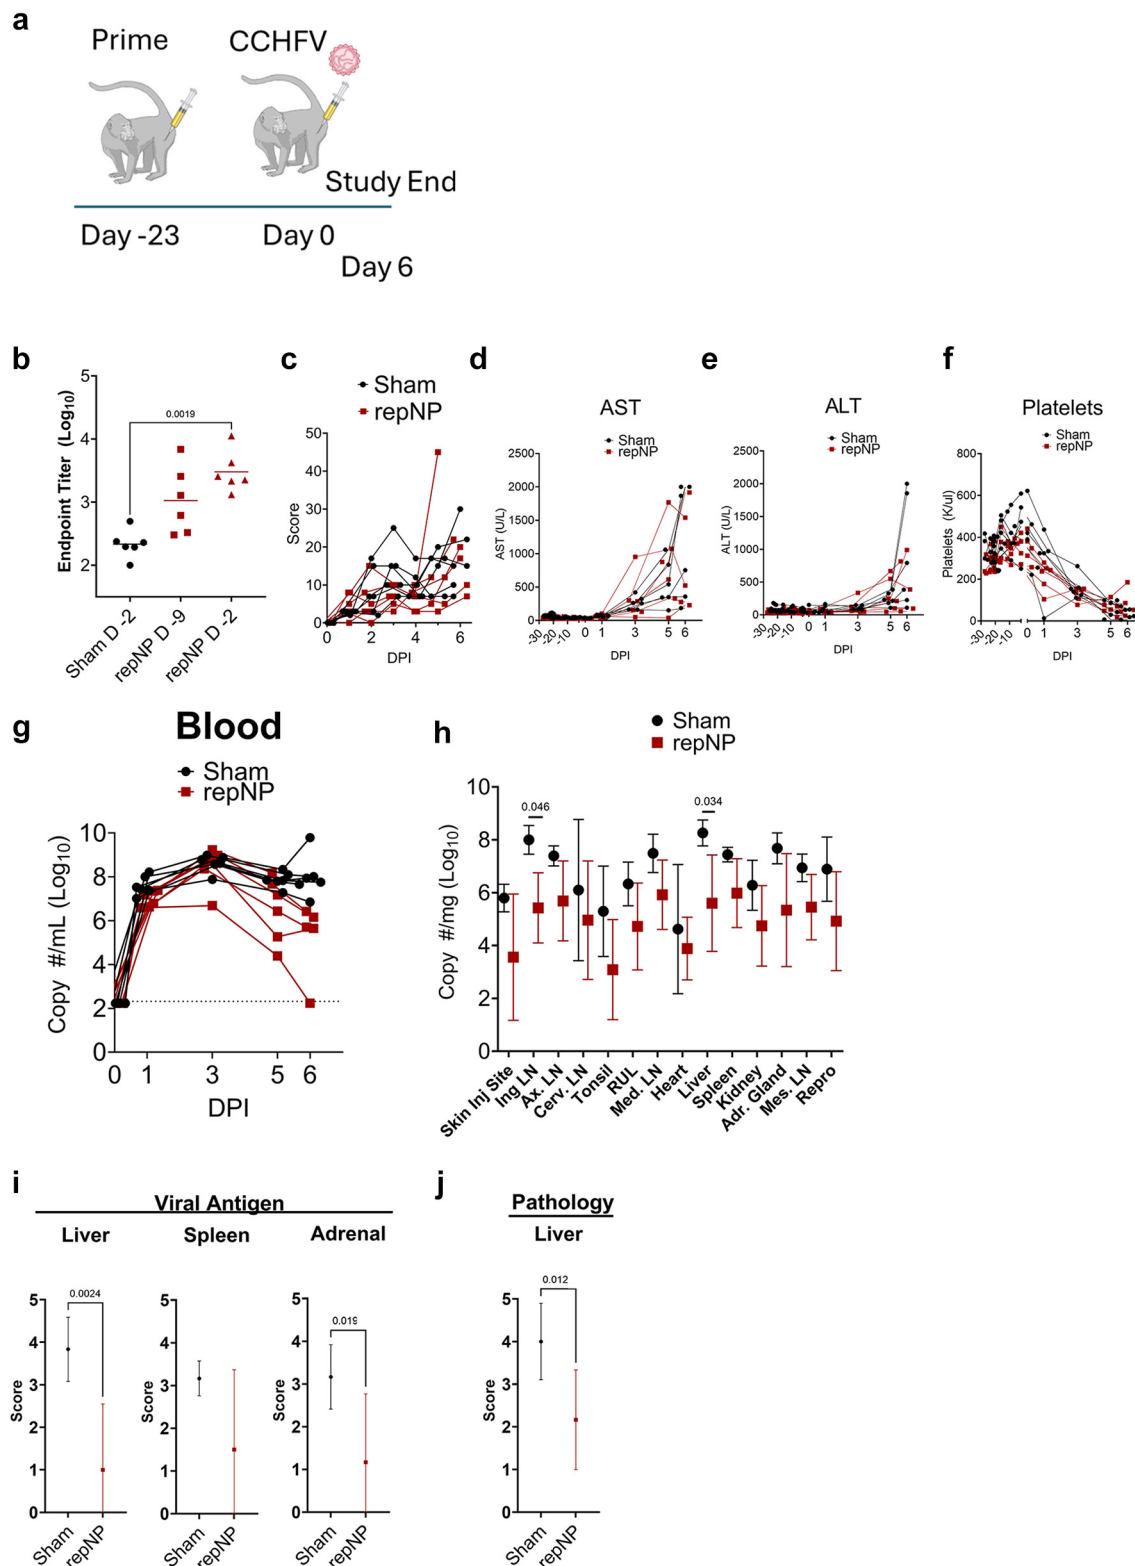 a
Prime
CCHFV
Study End
Day -23
Day 0
Day 6
b
Endpoint Titer (Log10)
5
4
3
2
0.0019
Sham D -2
repNP D -9
repNP D -2
c
Sham
repNP
Score
50
40
30
20
10
0
0 2 4 6
DPI
d
AST
Sham
repNP
AST (U/L)
2500
2000
1500
1000
500
0
-30 -20 -10 0 1 3 5 6
DPI
e
ALT
Sham
repNP
ALT (U/L)
2500
2000
1500
1000
500
0
-30 -20 -10 0 1 3 5 6
DPI
f
Platelets
Sham
repNP
Platelets (K/ul)
800
600
400
200
0
-30 -20 -10 0 1 3 5 6
DPI
g
Blood
Sham
repNP
Copy #/mL (Log10)
10
8
6
4
2
0
0 1 3 5 6
DPI
h
Sham
repNP
Copy #/mg (Log10)
10
8
6
4
2
0
0.046
0.034
Skin Inj Site
Ing LN
Ax. LN
Cerv. LN
Tonsil
RUL
Med. LN
Heart
Liver
Spleen
Kidney
Adr. Gland
Mes. LN
Repro
i
Viral Antigen
Liver
Score
5
4
3
2
1
0
0.0024
Sham
repNP
Spleen
Score
5
4
3
2
1
0
Sham
repNP
Adrenal
Score
5
4
3
2
1
0
0.019
Sham
repNP
j
Pathology
Liver
Score
5
4
3
2
1
0
0.012
Sham
repNP